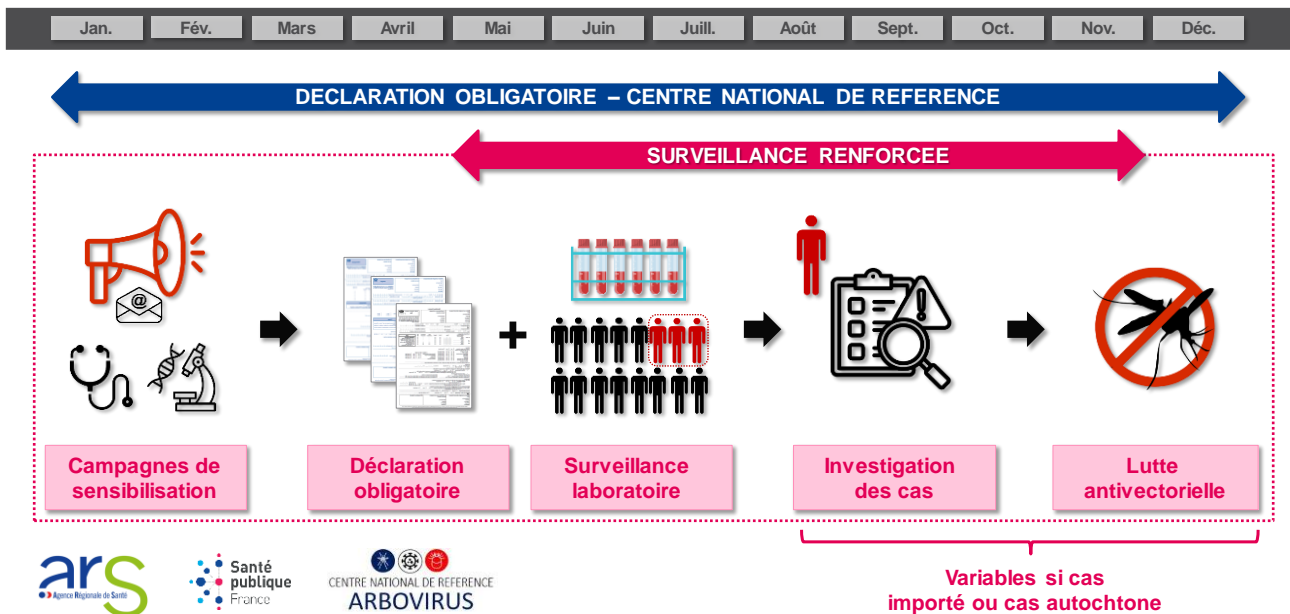 Jan. Fév. Mars Avril Mai Juin Juill. Août Sept. Oct. Nov. Déc.
DECLARATION OBLIGATOIRE – CENTRE NATIONAL DE REFERENCE
SURVEILLANCE RENFORCEE
@
Campagnes de
sensibilisation
Déclaration
obligatoire
Surveillance
laboratoire
Investigation
des cas
Lutte
antivectorielle
ars
Agence Régionale de Santé
Santé
publique
France
CENTRE NATIONAL DE REFERENCE
ARBOVIRUS
Variables si cas
importé ou cas autochtone